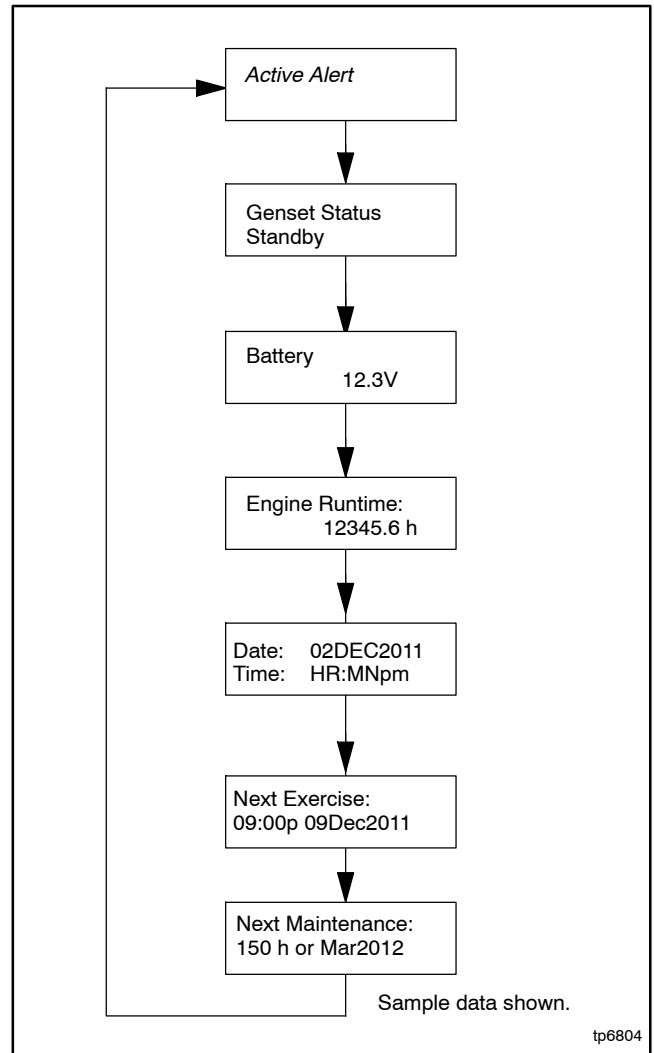 Active Alert
Genset Status
Standby
Battery
12.3V
Engine Runtime:
12345.6 h
Date: 02DEC2011
Time: HR:MNpm
Next Exercise:
09:00p 09Dec2011
Next Maintenance:
150 h or Mar2012
Sample data shown.
tp6804